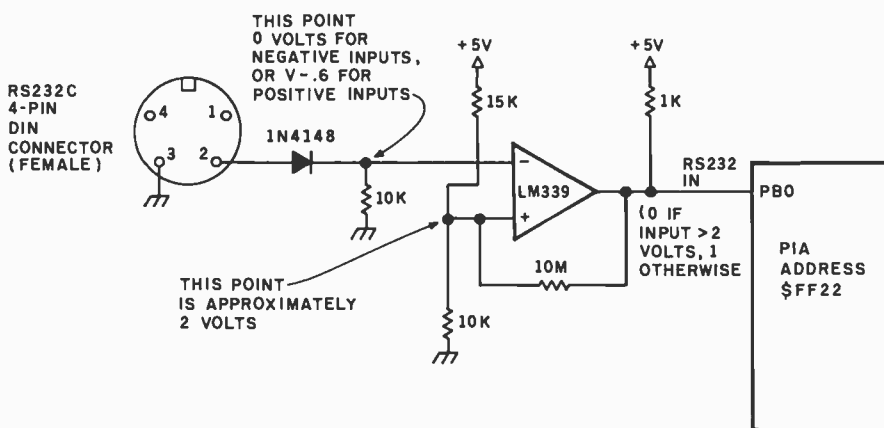 THIS POINT
0 VOLTS FOR
NEGATIVE INPUTS,
OR V-.6 FOR
POSITIVE INPUTS
RS232C
4-PIN
DIN
CONNECTOR
(FEMALE)
4
1
3
2
1N4148
10K
+5V
15K
+5V
1K
-
LM339
+
RS232
IN
PB0
(0 IF
INPUT >2
VOLTS, 1
OTHERWISE
PIA
ADDRESS
$FF22
10M
THIS POINT
IS APPROXIMATELY
2 VOLTS
10K